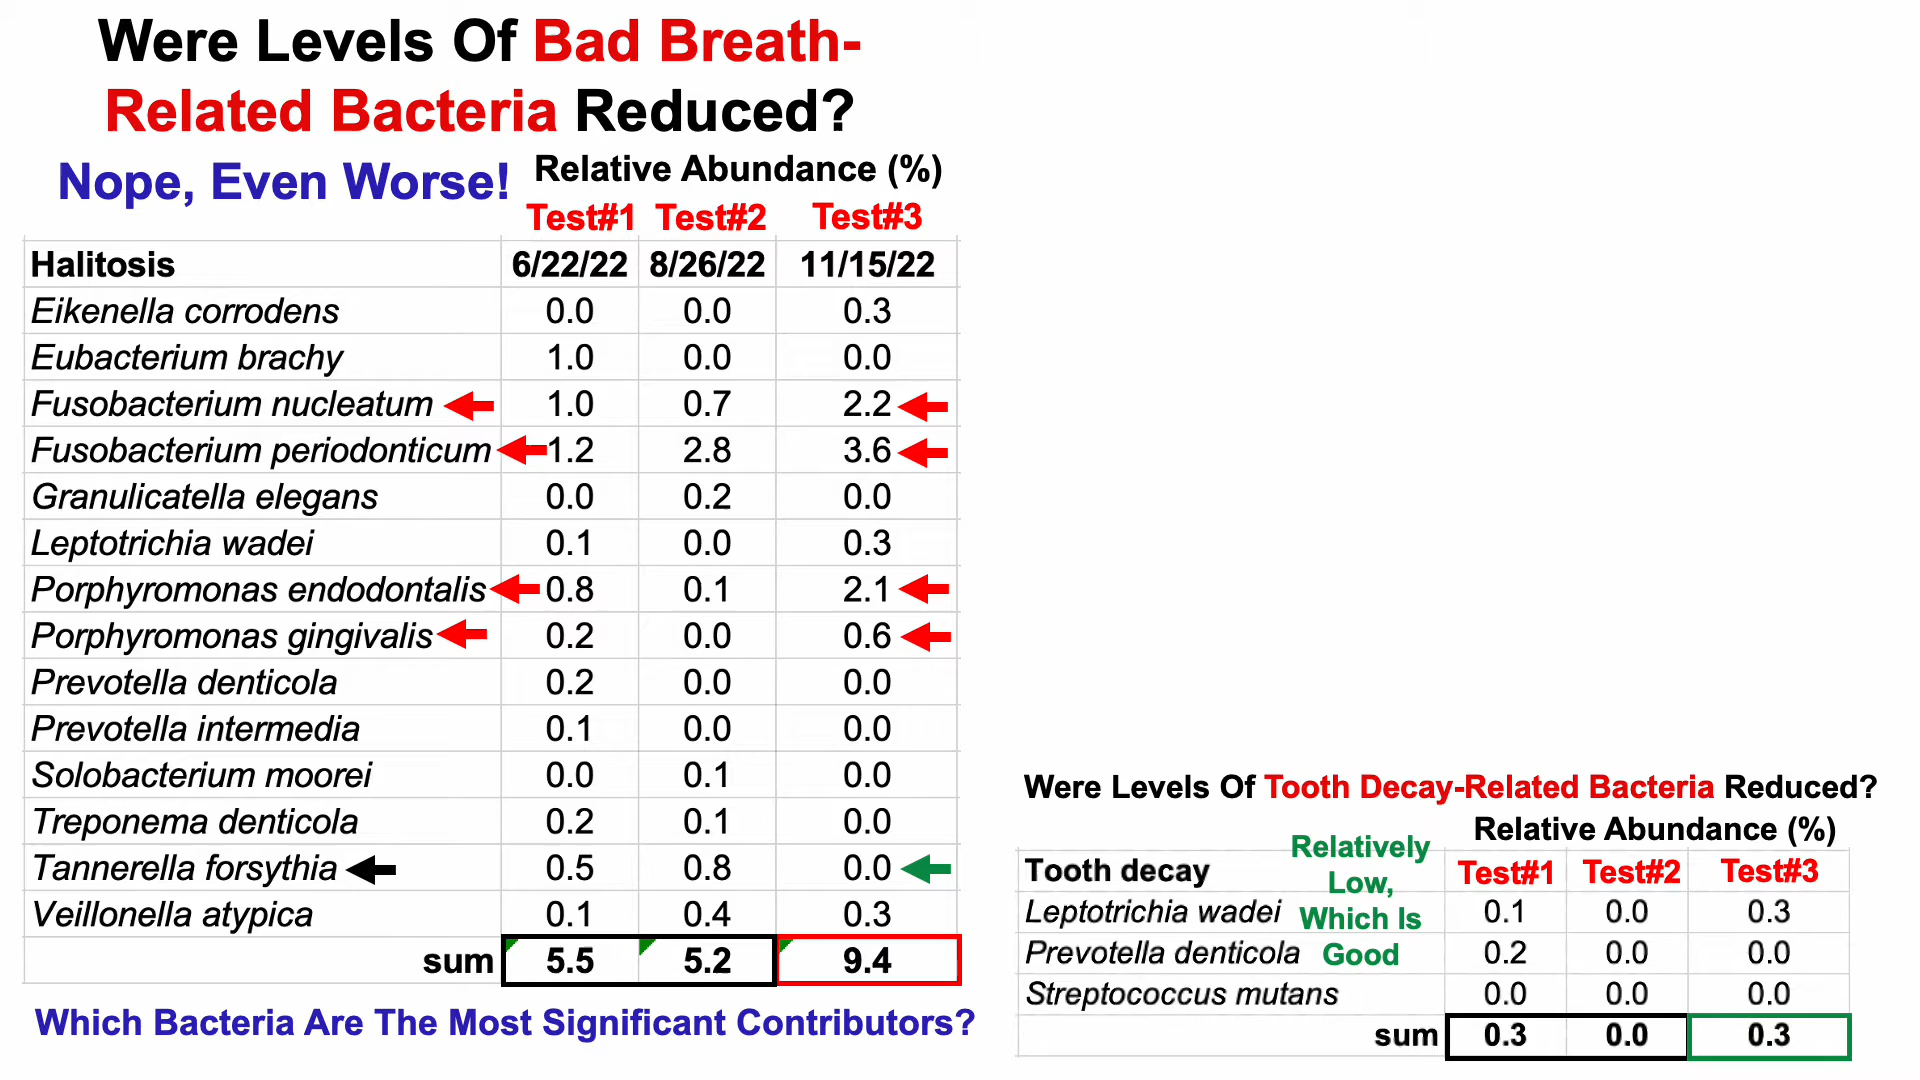 Were Levels Of Bad Breath-
Related Bacteria Reduced?
Nope, Even Worse!
Relative Abundance (%)
Test#1 Test#2 Test#3
Halitosis 6/22/22 8/26/22 11/15/22
Eikenella corrodens 0.0 0.0 0.3
Eubacterium brachy 1.0 0.0 0.0
Fusobacterium nucleatum 1.0 0.7 2.2
Fusobacterium periodonticum 1.2 2.8 3.6
Granulicatella elegans 0.0 0.2 0.0
Leptotrichia wadei 0.1 0.0 0.3
Porphyromonas endodontalis 0.8 0.1 2.1
Porphyromonas gingivalis 0.2 0.0 0.6
Prevotella denticola 0.2 0.0 0.0
Prevotella intermedia 0.1 0.0 0.0
Solobacterium moorei 0.0 0.1 0.0
Treponema denticola 0.2 0.1 0.0
Tannerella forsythia 0.5 0.8 0.0
Veillonella atypica 0.1 0.4 0.3
sum 5.5 5.2 9.4
Which Bacteria Are The Most Significant Contributors?
Were Levels Of Tooth Decay-Related Bacteria Reduced?
Relative Abundance (%)
Relatively
Low,
Which Is
Good
Tooth decay Test#1 Test#2 Test#3
Leptotrichia wadei 0.1 0.0 0.3
Prevotella denticola 0.2 0.0 0.0
Streptococcus mutans 0.0 0.0 0.0
sum 0.3 0.0 0.3